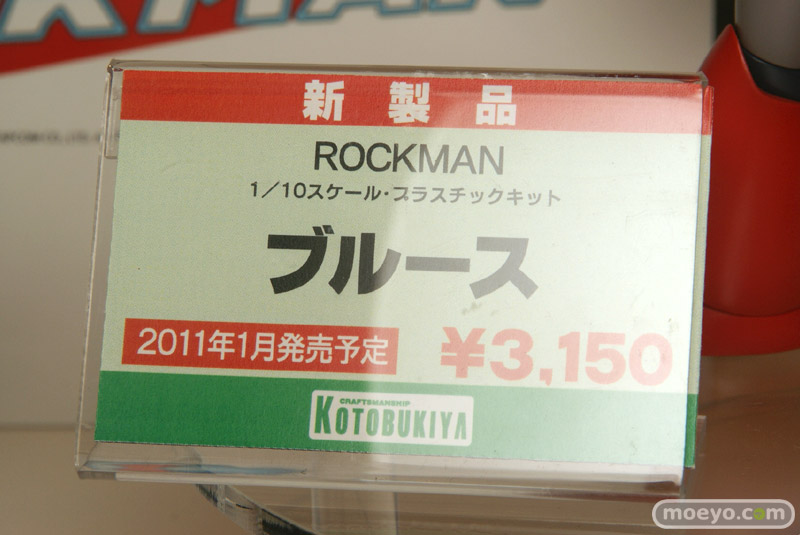 KMAN
新製品
ROCKMAN
1／10スケール・プラスチックキット
ブルース
2011年1月発売予定
￥3,150
CRAFTSMANSHIP
KOTOBUKIYA
moeyo.com